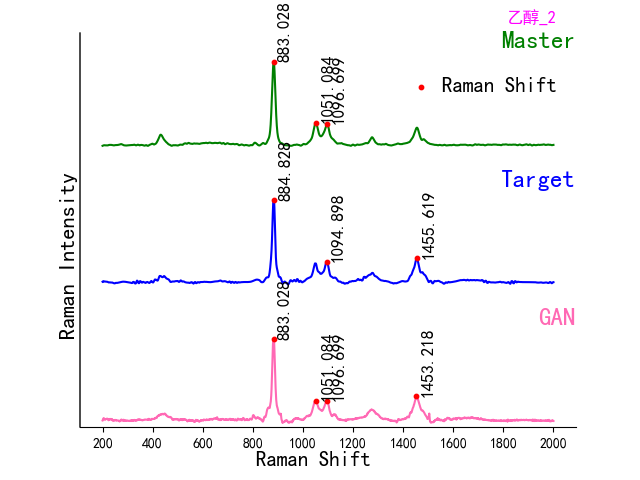 乙醇_2
Master
883.028
1051.084
1096.699
Raman Shift
Target
884.828
1094.898
1455.619
GAN
883.028
1051.084
1096.699
1453.218
Raman Intensity
200 400 600 800 1000 1200 1400 1600 1800 2000
Raman Shift